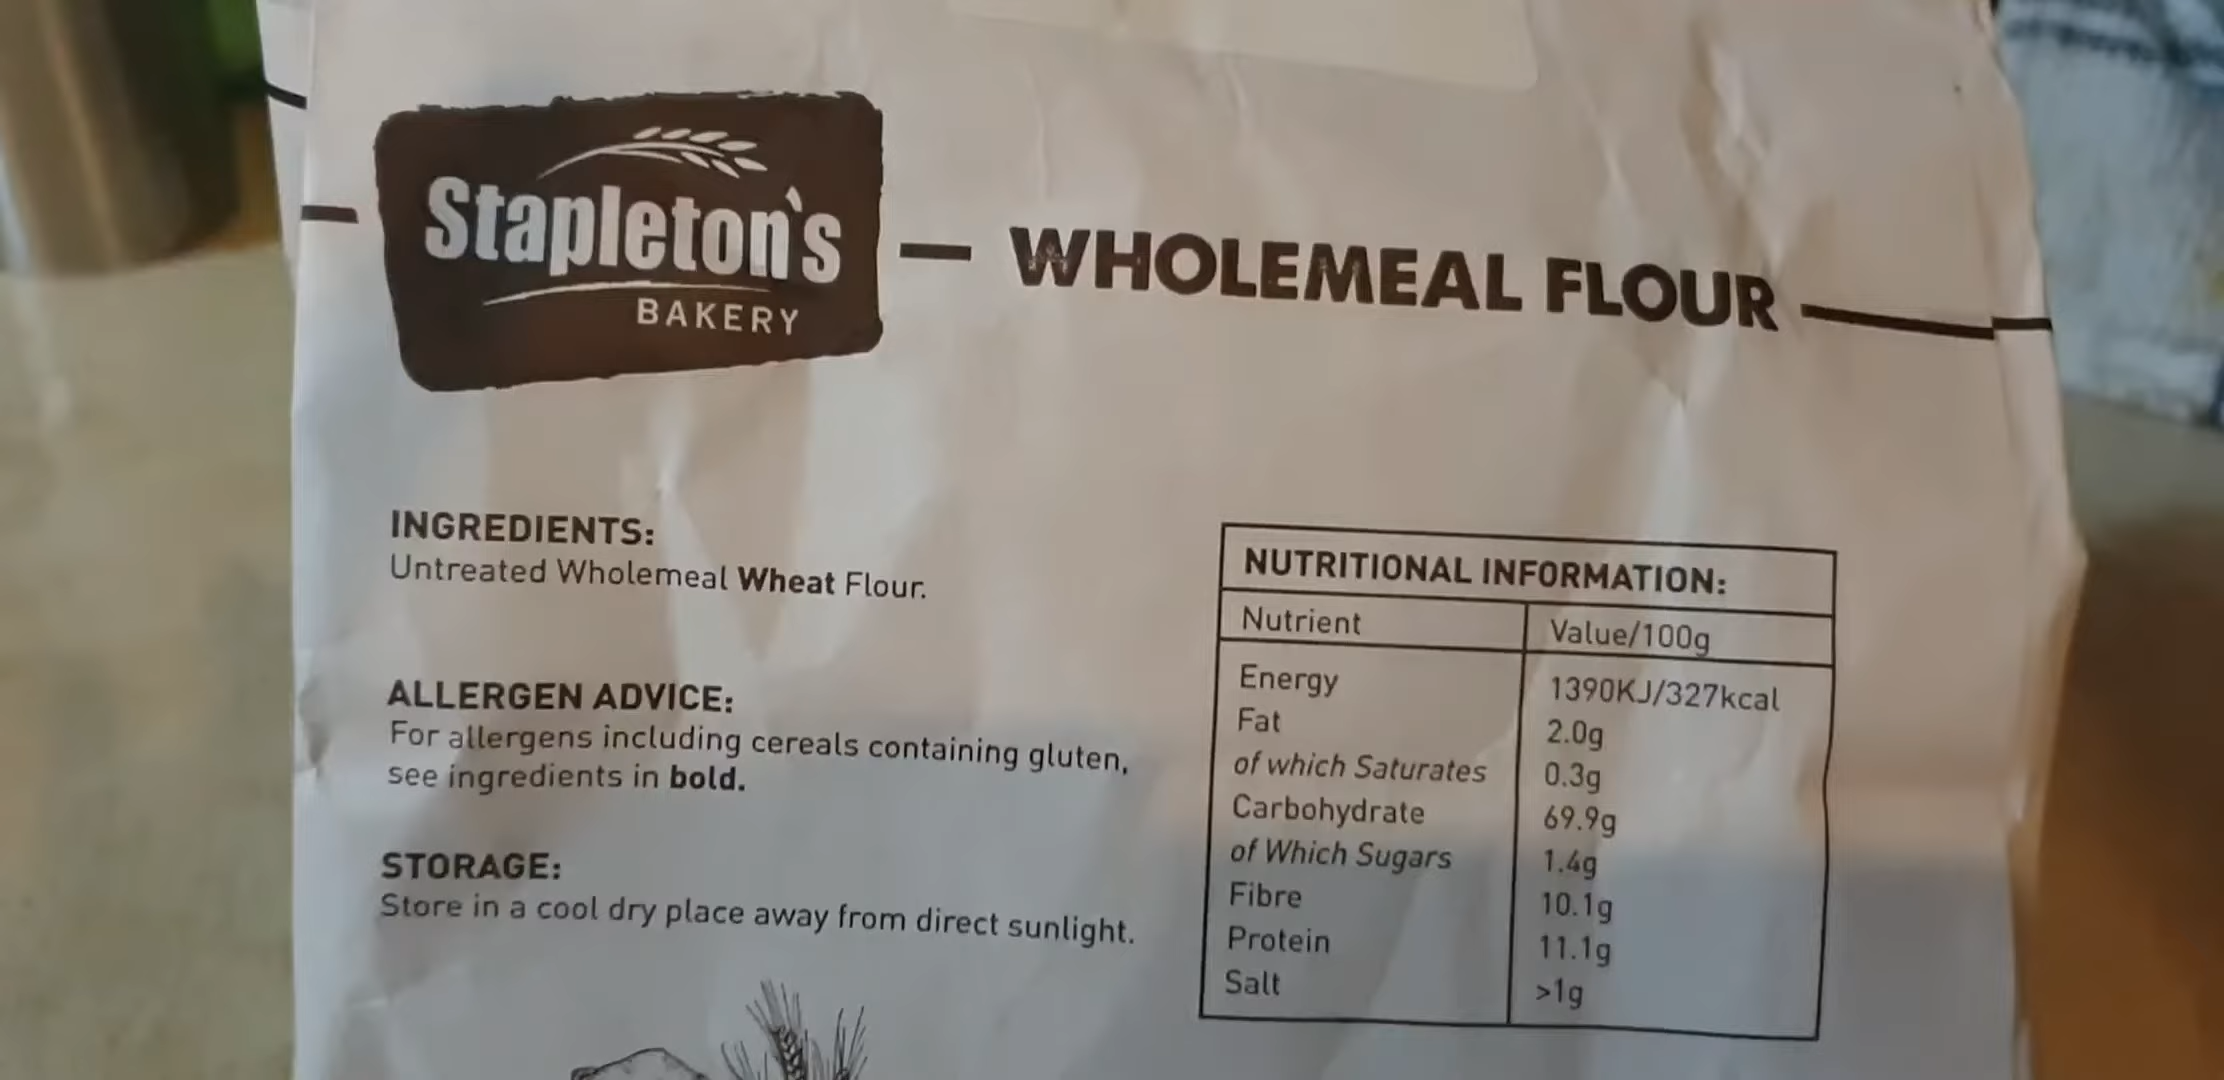 Stapleton's
BAKERY
WHOLEMEAL FLOUR
INGREDIENTS:
Untreated Wholemeal Wheat Flour.
ALLERGEN ADVICE:
For allergens including cereals containing gluten,
see ingredients in bold.
STORAGE:
Store in a cool dry place away from direct sunlight.
NUTRITIONAL INFORMATION:
Nutrient Value/100g
Energy 1390KJ/327kcal
Fat 2.0g
of which Saturates 0.3g
Carbohydrate 69.9g
of Which Sugars 1.4g
Fibre 10.1g
Protein 11.1g
Salt >1g